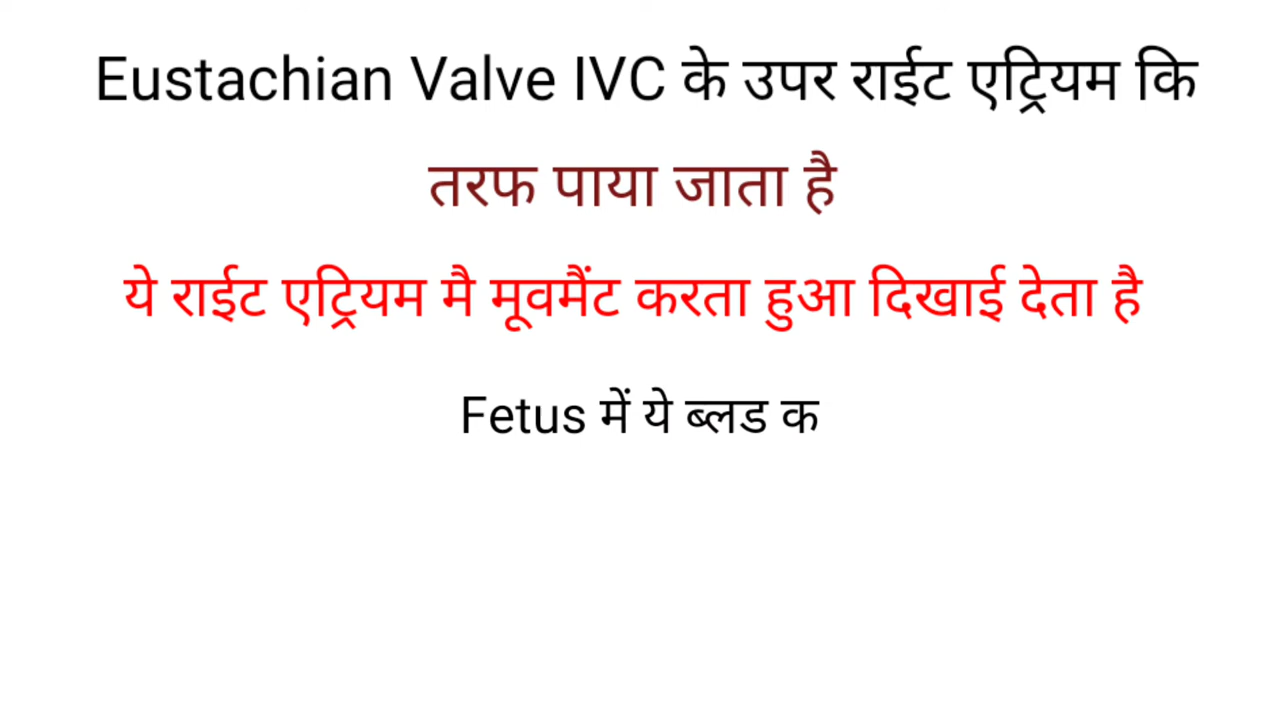 Eustachian Valve IVC के उपर राईट एट्रियम कि
तरफ पाया जाता है
ये राईट एट्रियम मै मूवमैंट करता हुआ दिखाई देता है
Fetus में ये ब्लड क